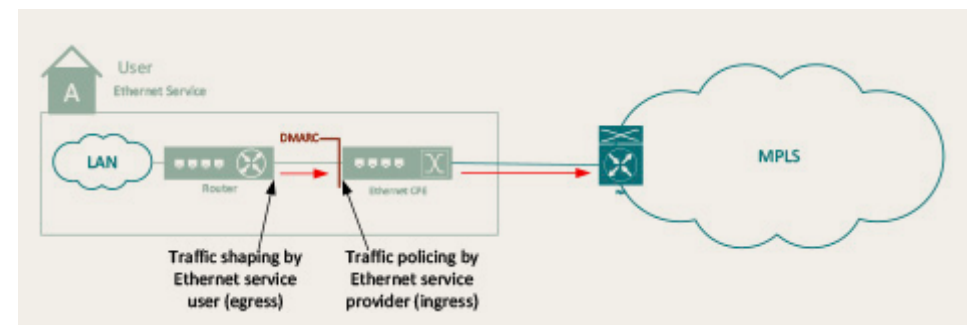 User
A
Ethernet Service
DMARC
LAN
MPLS
Router
Ethernet CPE
Traffic shaping by
Ethernet service
user (egress)
Traffic policing by
Ethernet service
provider (ingress)